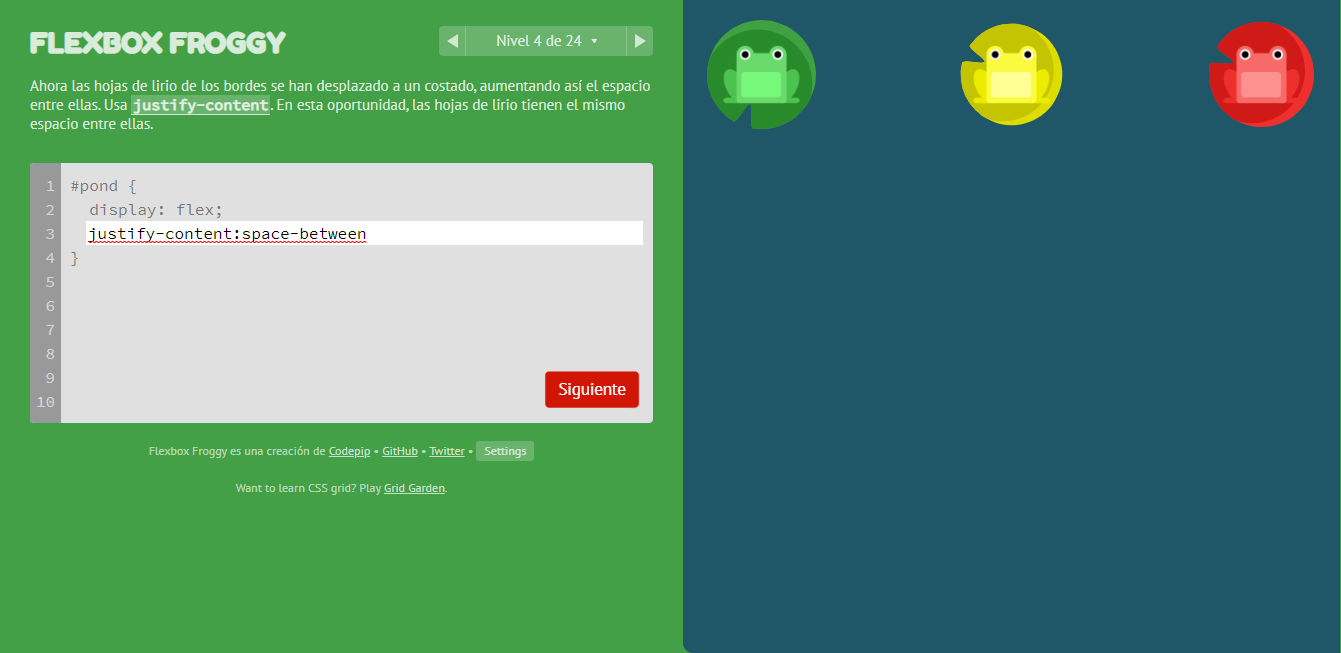 FLEXBOX FROGGY
Nivel 4 de 24
Ahora las hojas de lirio de los bordes se han desplazado a un costado, aumentando así el espacio
entre ellas. Usa justify-content. En esta oportunidad, las hojas de lirio tienen el mismo
espacio entre ellas.
1 #pond {
2 display: flex;
3 justify-content:space-between
4 }
5
6
7
8
9
10
Siguiente
Flexbox Froggy es una creación de Codepip • GitHub • Twitter • Settings
Want to learn CSS grid? Play Grid Garden.